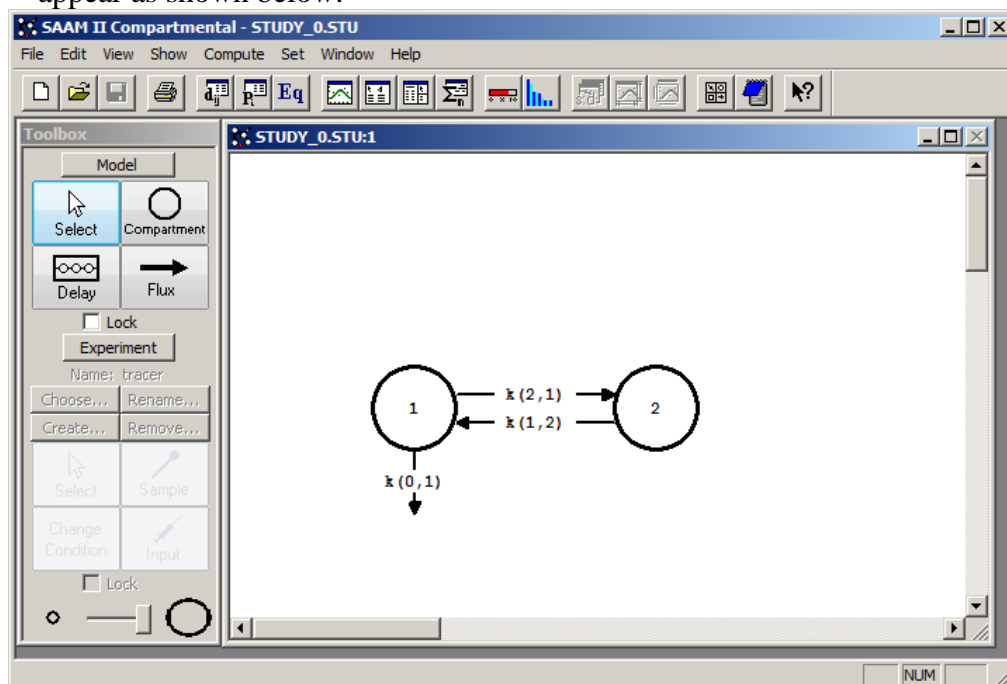 appear as shown below.
SAAM II Compartmental - STUDY_0.STU
File Edit View Show Compute Set Window Help
Eq
Toolbox
STUDY_0.STU:1
Model
Select Compartment
Delay Flux
Lock
Experiment
Name: tracer
Choose... Rename...
Create... Remove...
Select Sample
Change Condition Input
Lock
k(2,1)
1 2
k(1,2)
k(0,1)
NUM